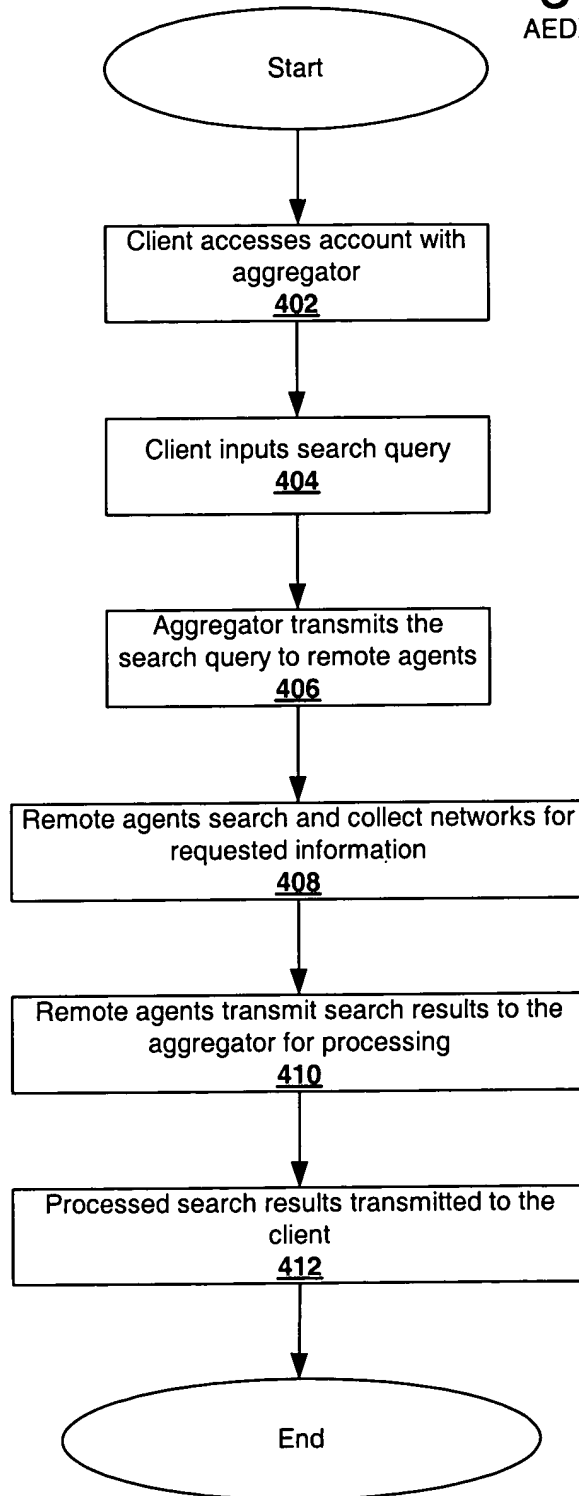 Start
Client accesses account with
aggregator
402
Client inputs search query
404
Aggregator transmits the
search query to remote agents
406
Remote agents search and collect networks for
requested information
408
Remote agents transmit search results to the
aggregator for processing
410
Processed search results transmitted to the
client
412
End